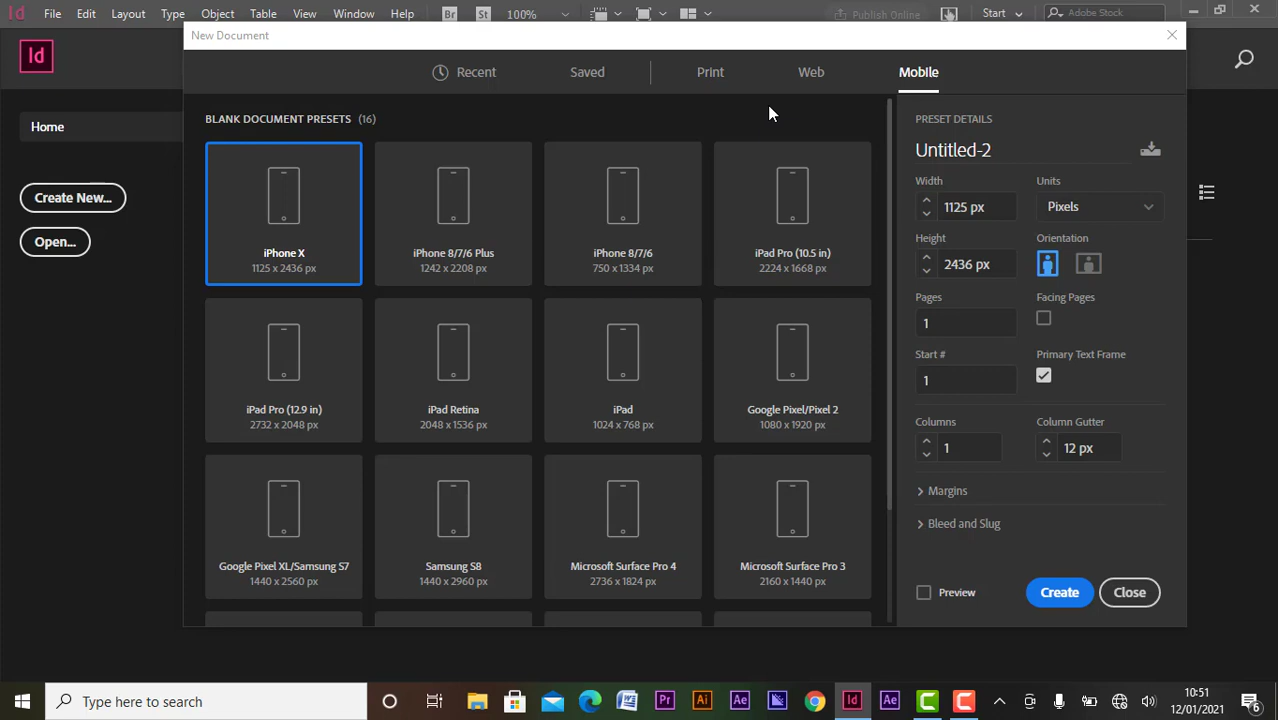 Id File Edit Layout Type Object Table View Window Help Br St 100% Publish Online Start Adobe Stock
New Document
Id
Recent Saved Print Web Mobile
Home
Create New...
Open...
BLANK DOCUMENT PRESETS (16)
iPhone X
1125 x 2436 px
iPhone 8/7/6 Plus
1242 x 2208 px
iPhone 8/7/6
750 x 1334 px
iPad Pro (10.5 in)
2224 x 1668 px
iPad Pro (12.9 in)
2732 x 2048 px
iPad Retina
2048 x 1536 px
iPad
1024 x 768 px
Google Pixel/Pixel 2
1080 x 1920 px
Google Pixel XL/Samsung S7
1440 x 2560 px
Samsung S8
1440 x 2960 px
Microsoft Surface Pro 4
2736 x 1824 px
Microsoft Surface Pro 3
2160 x 1440 px
PRESET DETAILS
Untitled-2
Width Units
1125 px Pixels
Height Orientation
2436 px
Pages Facing Pages
1
Start # Primary Text Frame
1
Columns Column Gutter
1 12 px
Margins
Bleed and Slug
Preview Create Close
Type here to search
Pr Ai Ae Id Ae
10:51
12/01/2021
6